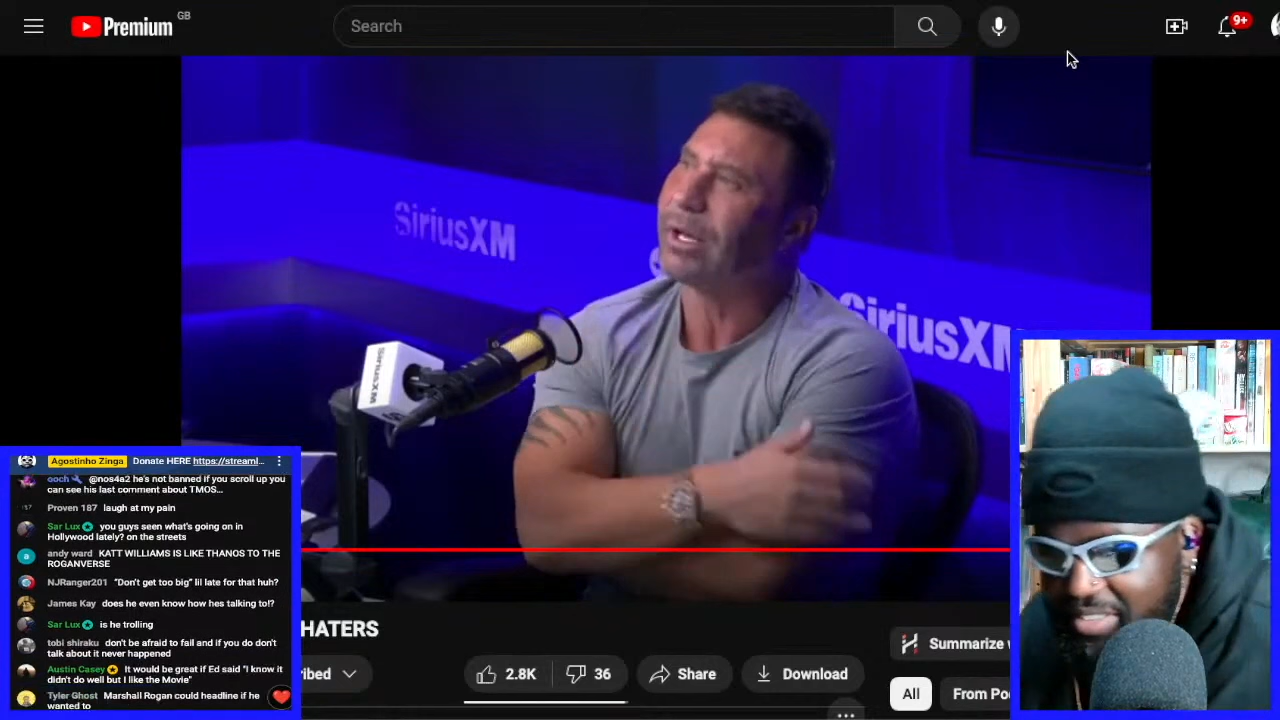 Premium
GB
Search
9+
SiriusXM
SiriusXM
SiriusXM
Agostinho Zinga Donate HERE https://streaml...
ooch @nos4a2 he's not banned if you scroll up you
can see his last comment about TMOS...
Proven 187 laugh at my pain
Sar Lux you guys seen what's going on in
Hollywood lately? on the streets
andy ward KATT WILLIAMS IS LIKE THANOS TO THE
ROGANVERSE
NJRanger201 “Don't get too big” lil late for that huh?
James Kay does he even know how hes talking to!?
Sar Lux is he trolling
tobi shiraku don't be afraid to fail and if you do don't
talk about it never happened
Austin Casey It would be great if Ed said "I know it
didn't do well but I like the Movie"
Tyler Ghost Marshall Rogan could headline if he
wanted to
HATERS
ribed
2.8K
36
Share
Download
Summarize
All
From Po